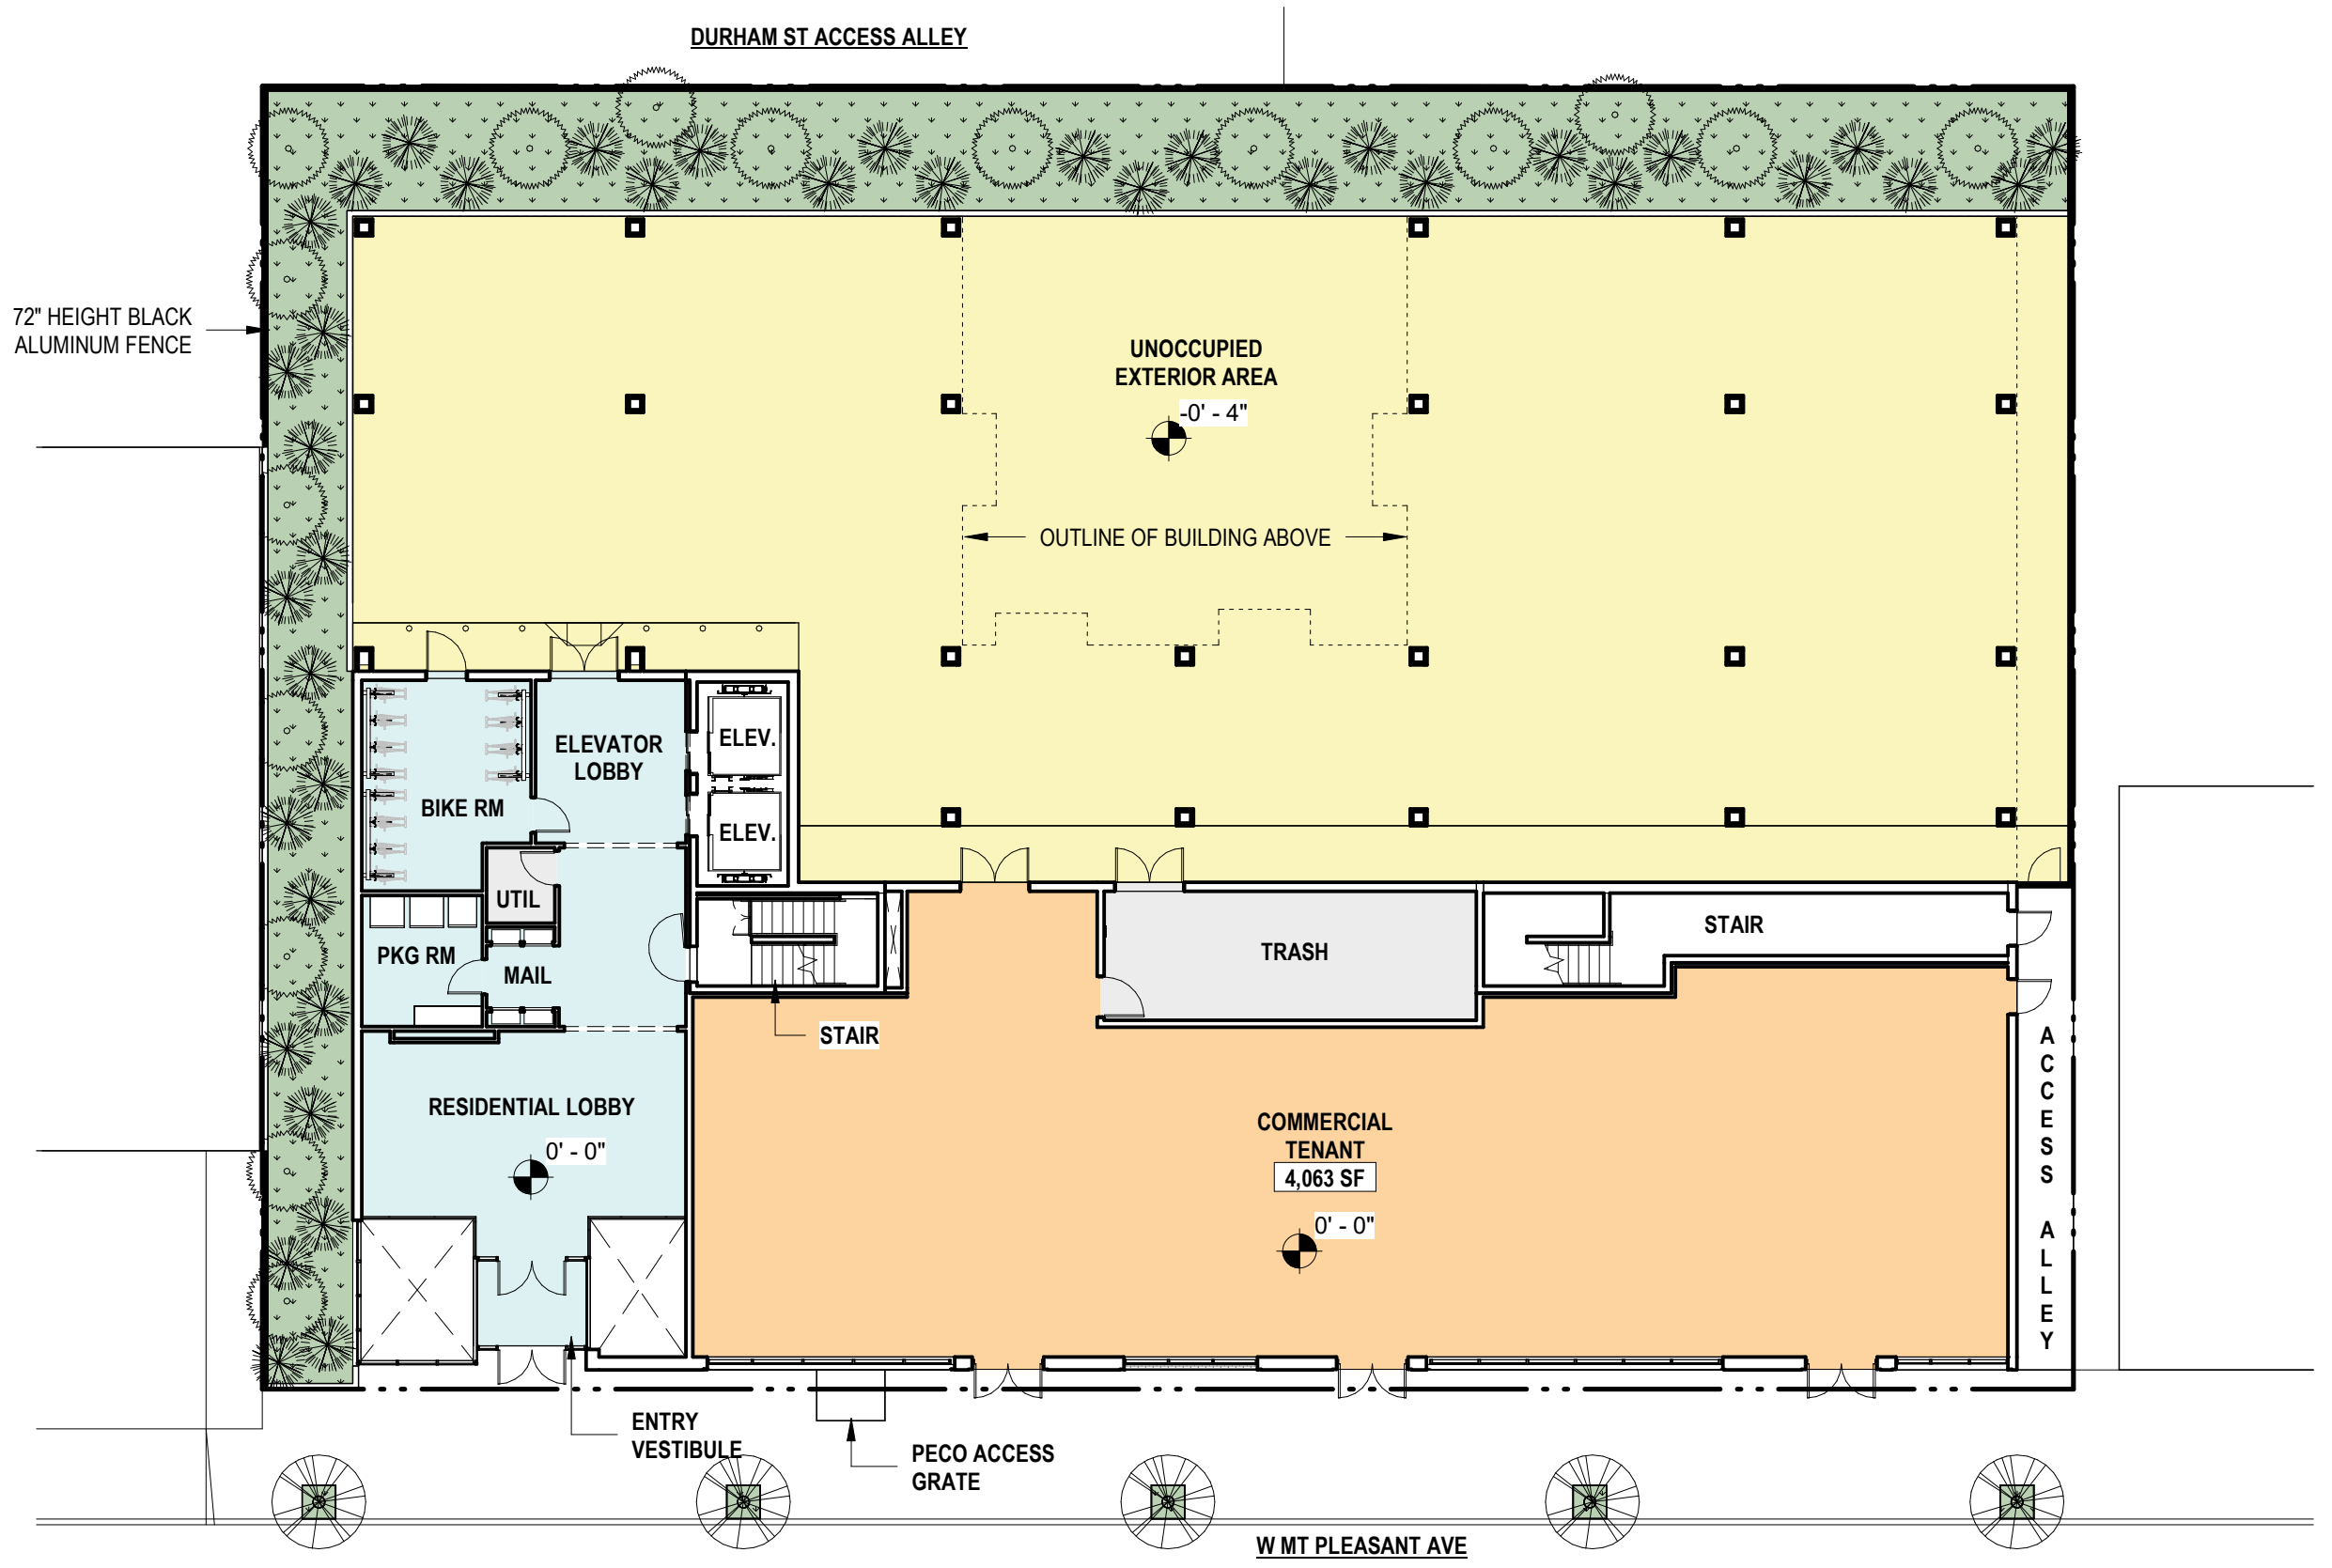 DURHAM ST ACCESS ALLEY
72" HEIGHT BLACK
ALUMINUM FENCE
UNOCCUPIED
EXTERIOR AREA
-0' - 4"
OUTLINE OF BUILDING ABOVE
ELEVATOR
LOBBY
ELEV.
BIKE RM
ELEV.
UTIL
PKG RM
MAIL
STAIR
TRASH
STAIR
RESIDENTIAL LOBBY
0' - 0"
COMMERCIAL
TENANT
4,063 SF
0' - 0"
ACCESS ALLEY
ENTRY
VESTIBULE
PECO ACCESS
GRATE
W MT PLEASANT AVE